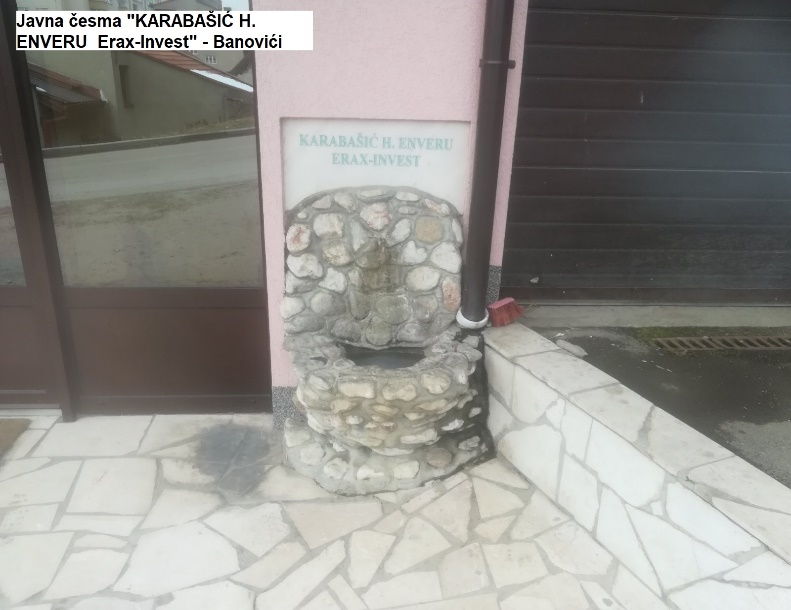 Javna česma "KARABAŠIĆ H.
ENVERU  Erax-Invest" - Banovići
KARABAŠIĆ H. ENVERU
ERAX-INVEST